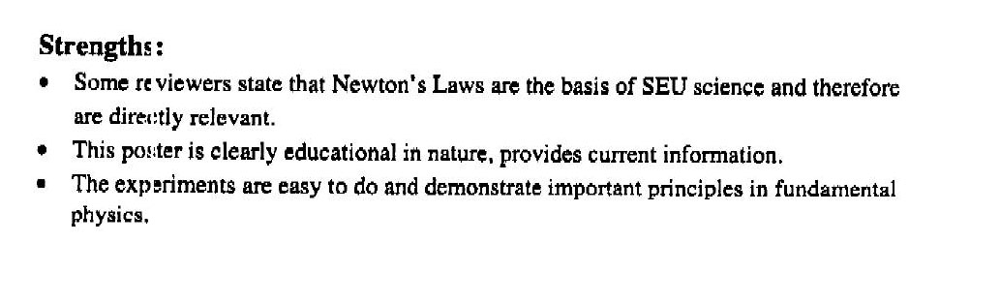 Strengths:
• Some reviewers state that Newton's Laws are the basis of SEU science and therefore
are directly relevant.
• This poster is clearly educational in nature, provides current information.
• The experiments are easy to do and demonstrate important principles in fundamental
physics.